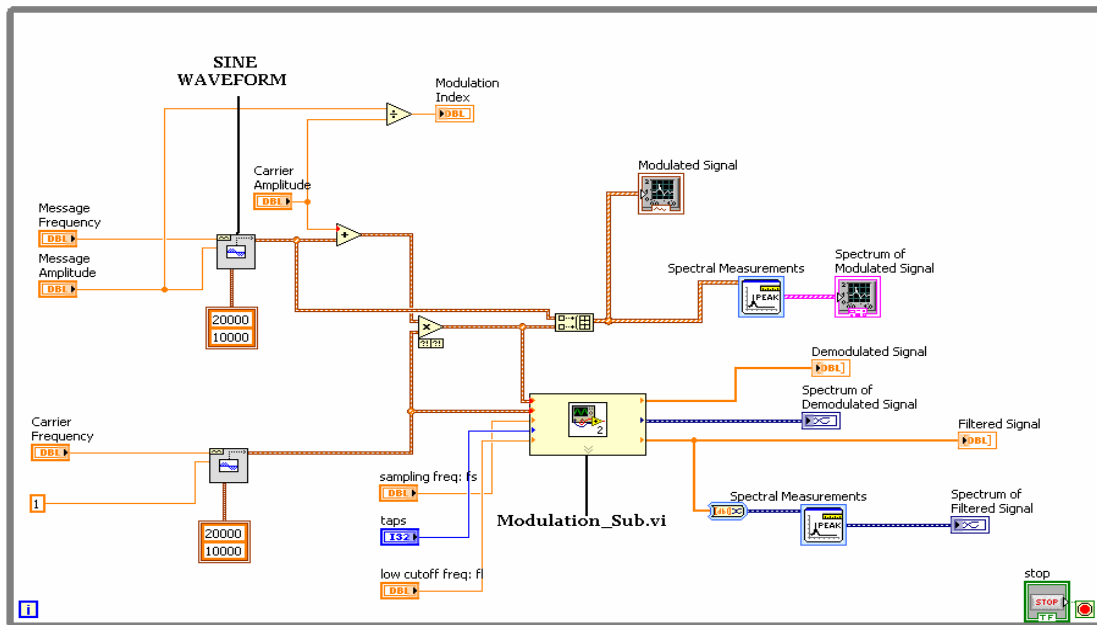 SINE
WAVEFORM
Modulation
Index
DBL
Carrier
Amplitude
DBL
Modulated Signal
Message
Frequency
DBL
Message
Amplitude
DBL
20000
10000
Spectral Measurements
PEAK
Spectrum of
Modulated Signal
Demodulated Signal
DBL]
Spectrum of
Demodulated Signal
2
Filtered Signal
DBL]
Carrier
Frequency
DBL
1
20000
10000
sampling freq: fs
DBL
taps
I32
low cutoff freq: fl
DBL
Modulation_Sub.vi
Spectral Measurements
PEAK
Spectrum of
Filtered Signal
stop
STOP
TF
i